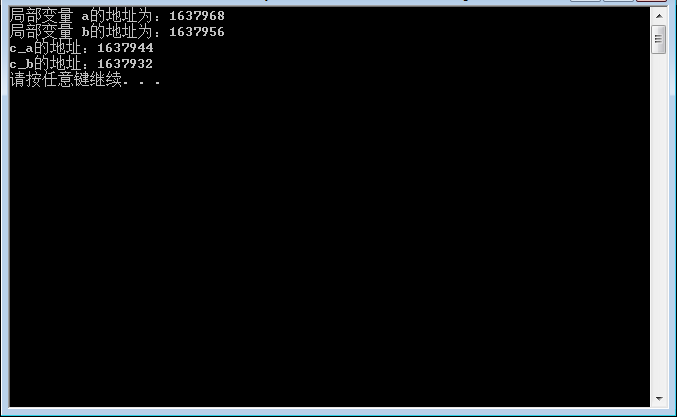 局部变量 a的地址为：1637968
局部变量 b的地址为：1637956
c_a的地址：1637944
c_b的地址：1637932
请按任意键继续. . .